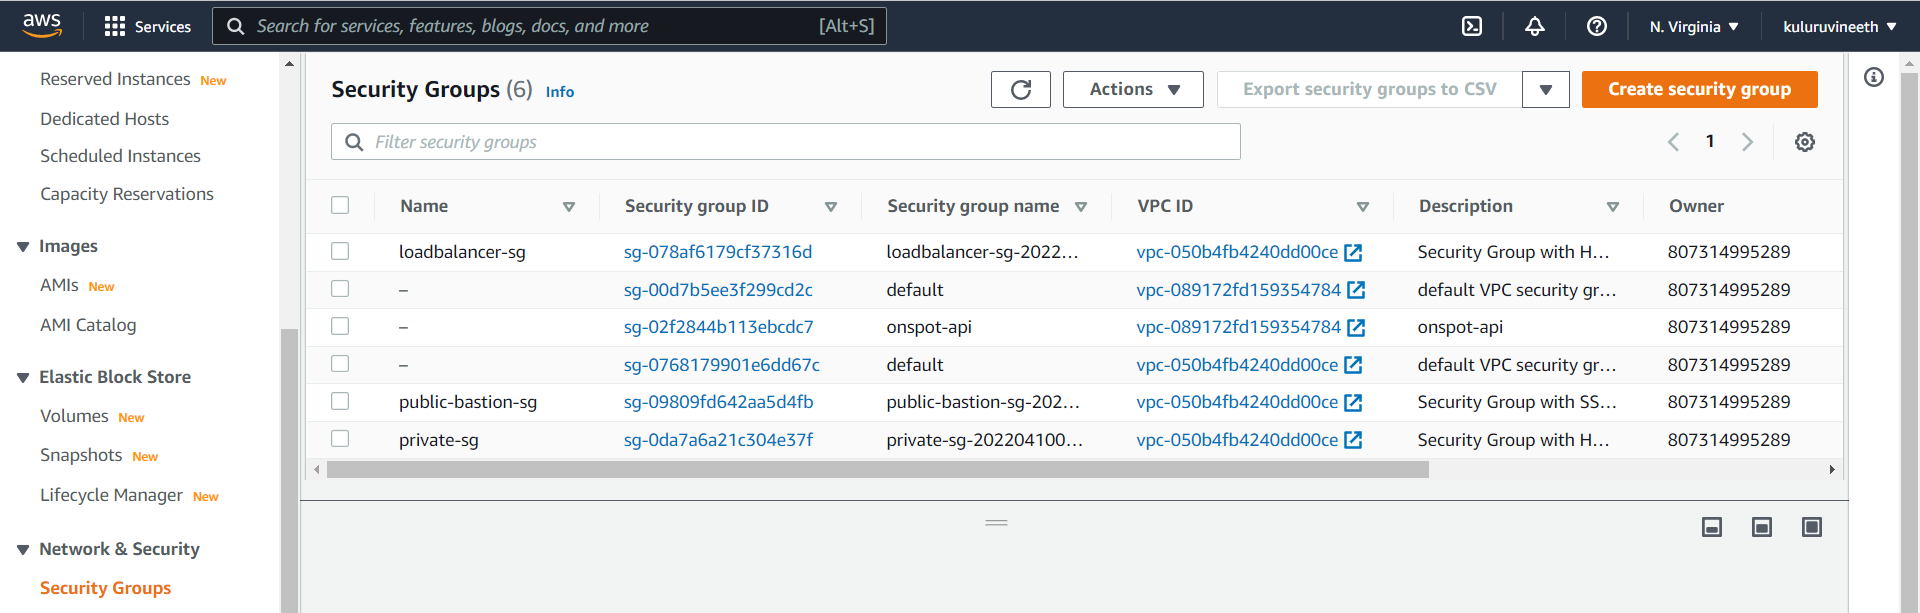 aws Services Search for services, features, blogs, docs, and more [Alt+S] N. Virginia kuluruvineeth
Reserved Instances New
Dedicated Hosts
Scheduled Instances
Capacity Reservations
Images
AMIs New
AMI Catalog
Elastic Block Store
Volumes New
Snapshots New
Lifecycle Manager New
Network & Security
Security Groups
Security Groups (6) Info Actions Export security groups to CSV Create security group
Filter security groups 1
Name Security group ID Security group name VPC ID Description Owner
loadbalancer-sg sg-078af6179cf37316d loadbalancer-sg-2022... vpc-050b4fb4240dd00ce Security Group with H... 807314995289
– sg-00d7b5ee3f299cd2c default vpc-089172fd159354784 default VPC security gr... 807314995289
– sg-02f2844b113ebcdc7 onspot-api vpc-089172fd159354784 onspot-api 807314995289
– sg-0768179901e6dd67c default vpc-050b4fb4240dd00ce default VPC security gr... 807314995289
public-bastion-sg sg-09809fd642aa5d4fb public-bastion-sg-202... vpc-050b4fb4240dd00ce Security Group with SS... 807314995289
private-sg sg-0da7a6a21c304e37f private-sg-202204100... vpc-050b4fb4240dd00ce Security Group with H... 807314995289